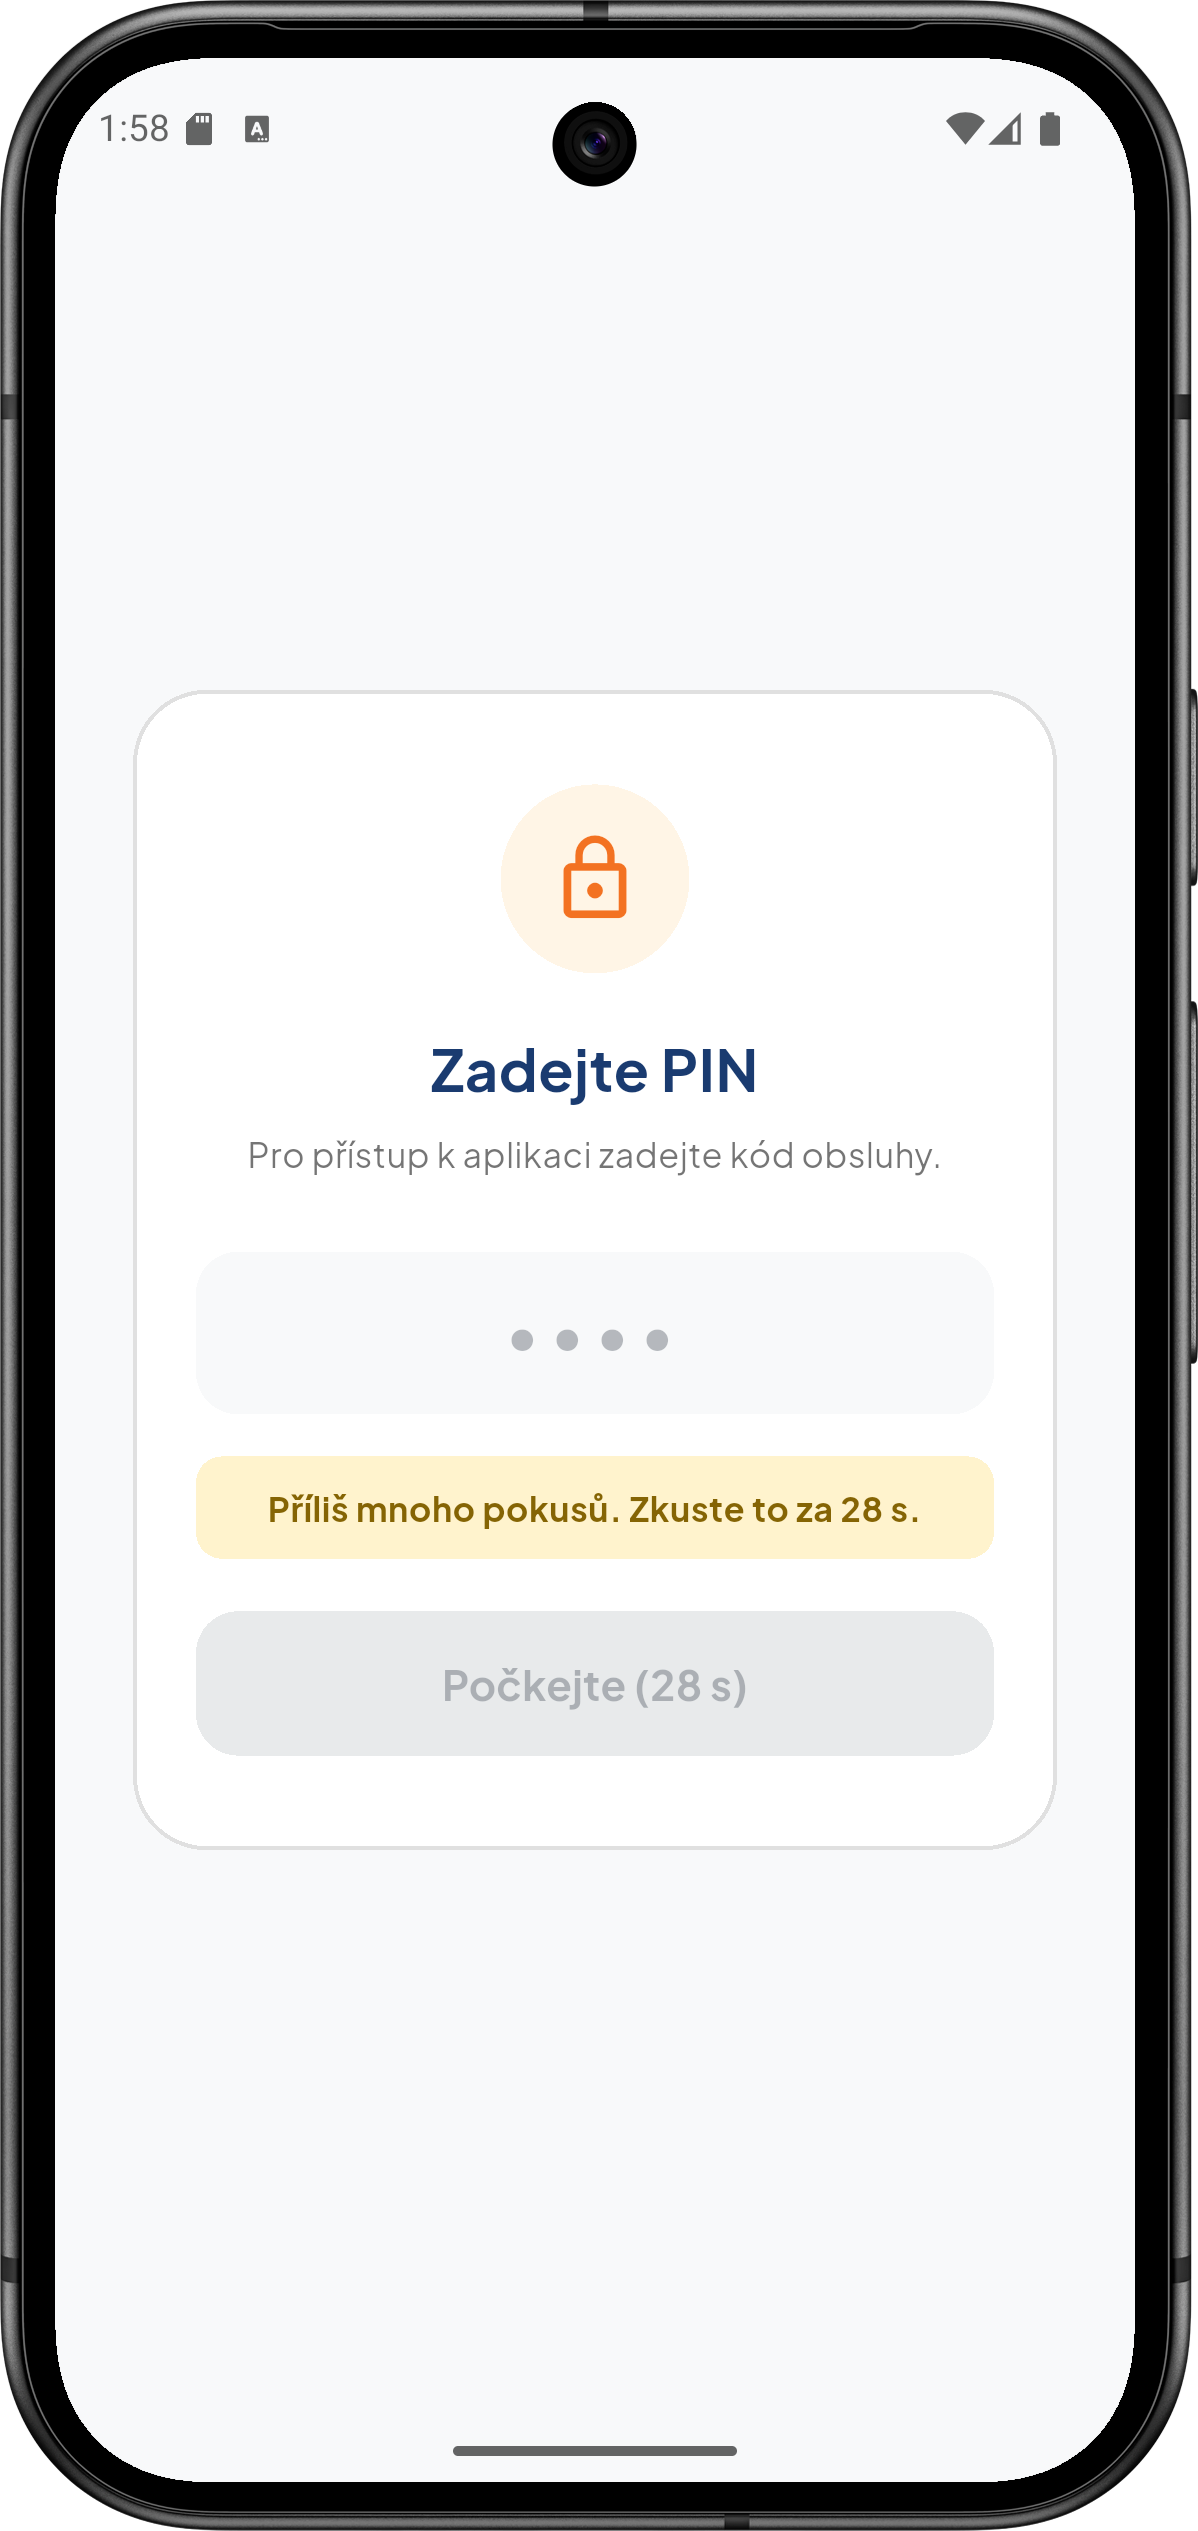 1:58
Zadejte PIN
Pro přístup k aplikaci zadejte kód obsluhy.
Příliš mnoho pokusů. Zkuste to za 28 s.
Počkejte (28 s)